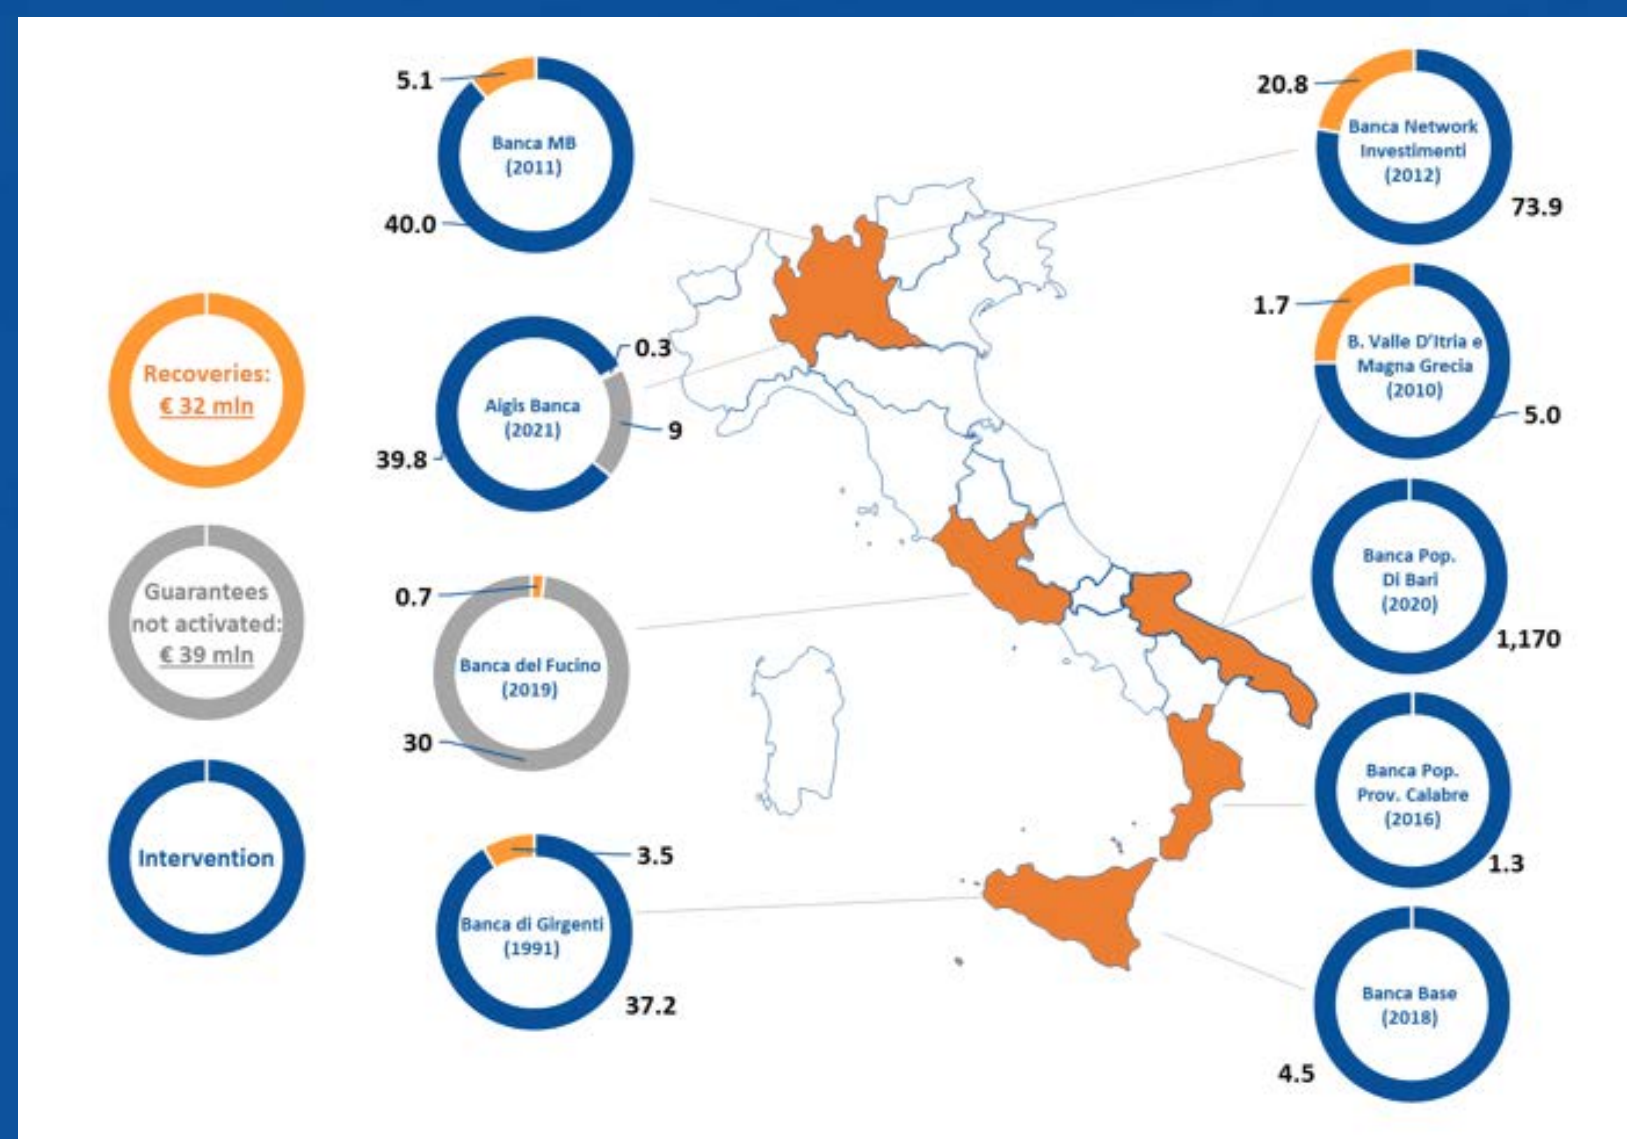 Recoveries:
€ 32 mln
Guarantees
not activated:
€ 39 mln
Intervention
5.1
Banca MB
(2011)
40.0
0.3
Aigis Banca
(2021)
9
39.8
0.7
Banca del Fucino
(2019)
30
3.5
Banca di Girgenti
(1991)
37.2
20.8
Banca Network
Investimenti
(2012)
73.9
1.7
B. Valle D'Itria e
Magna Grecia
(2010)
5.0
Banca Pop.
Di Bari
(2020)
1,170
Banca Pop.
Prov. Calabre
(2016)
1.3
Banca Base
(2018)
4.5